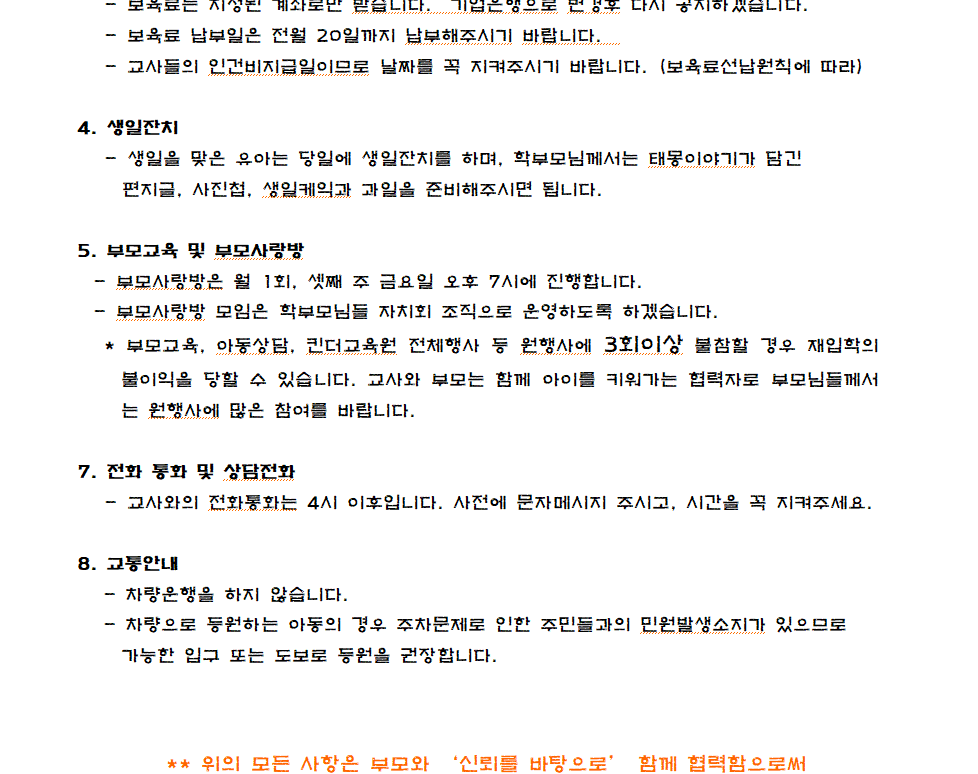 - 보육료는 지정된 계좌로만 받습니다. 기업은행으로 변경후 다시 공지하겠습니다.
- 보육료 납부일은 전월 20일까지 납부해주시기 바랍니다.
- 교사들의 인건비지급일이므로 날짜를 꼭 지켜주시기 바랍니다. (보육료선납원칙에 따라)
4. 생일잔치
- 생일을 맞은 유아는 당일에 생일잔치를 하며, 학부모님께서는 태몽이야기가 담긴
편지글, 사진첩, 생일케익과 과일을 준비해주시면 됩니다.
5. 부모교육 및 부모사랑방
- 부모사랑방은 월 1회, 셋째 주 금요일 오후 7시에 진행합니다.
- 부모사랑방 모임은 학부모님들 자치회 조직으로 운영하도록 하겠습니다.
* 부모교육, 아동상담, 킨더교육원 전체행사 등 원행사에 3회이상 불참할 경우 재입학의
불이익을 당할 수 있습니다. 교사와 부모는 함께 아이를 키워가는 협력자로 부모님들께서
는 원행사에 많은 참여를 바랍니다.
7. 전화 통화 및 상담전화
- 교사와의 전화통화는 4시 이후입니다. 사전에 문자메시지 주시고, 시간을 꼭 지켜주세요.
8. 교통안내
- 차량운행을 하지 않습니다.
- 차량으로 등원하는 아동의 경우 주차문제로 인한 주민들과의 민원발생소지가 있으므로
가능한 입구 또는 도보로 등원을 권장합니다.
** 위의 모든 사항은 부모와 ‘신뢰를 바탕으로’ 함께 협력함으로써